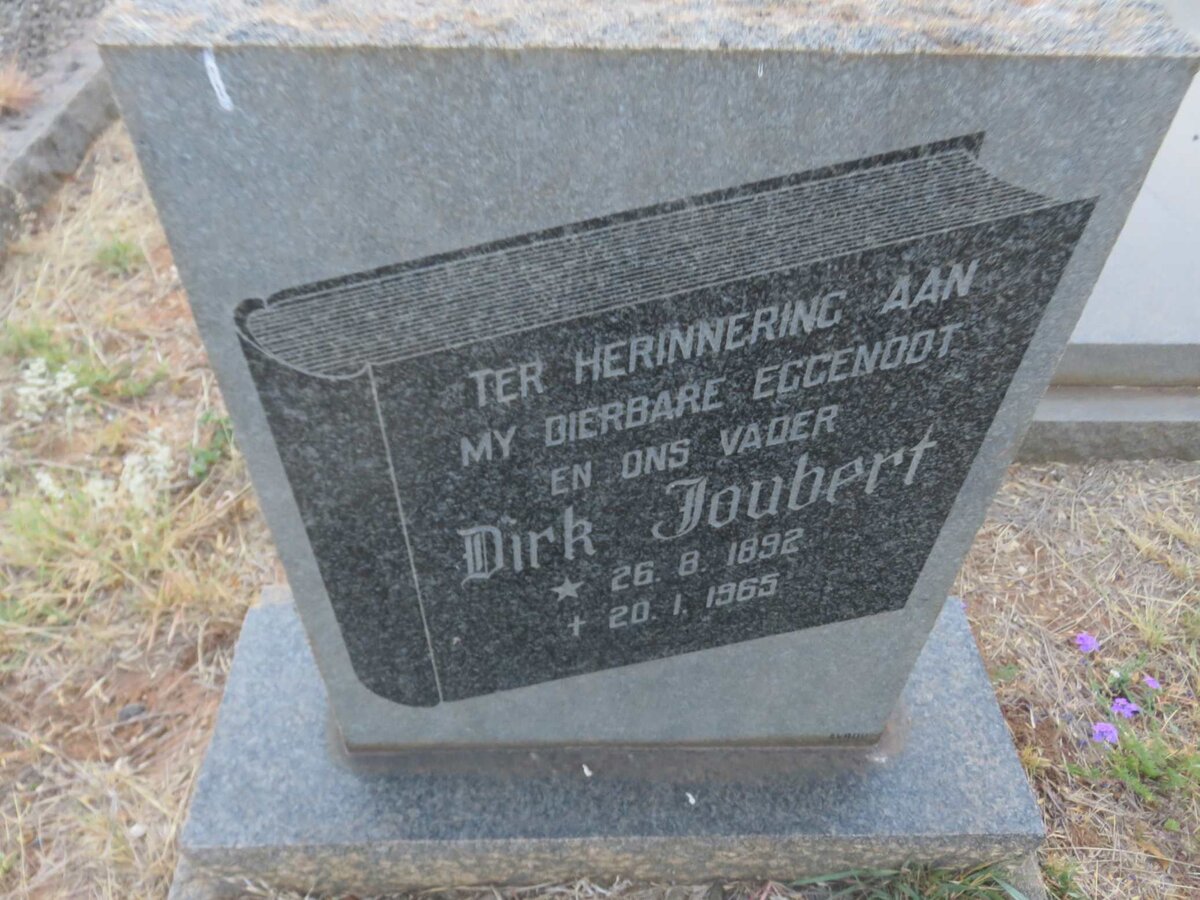 TER HERINNERING AAN
MY DIERBARE EGGENOOT
EN ONS VADER
Dirk Joubert
★ 26. 8. 1892
+ 20. 1. 1965